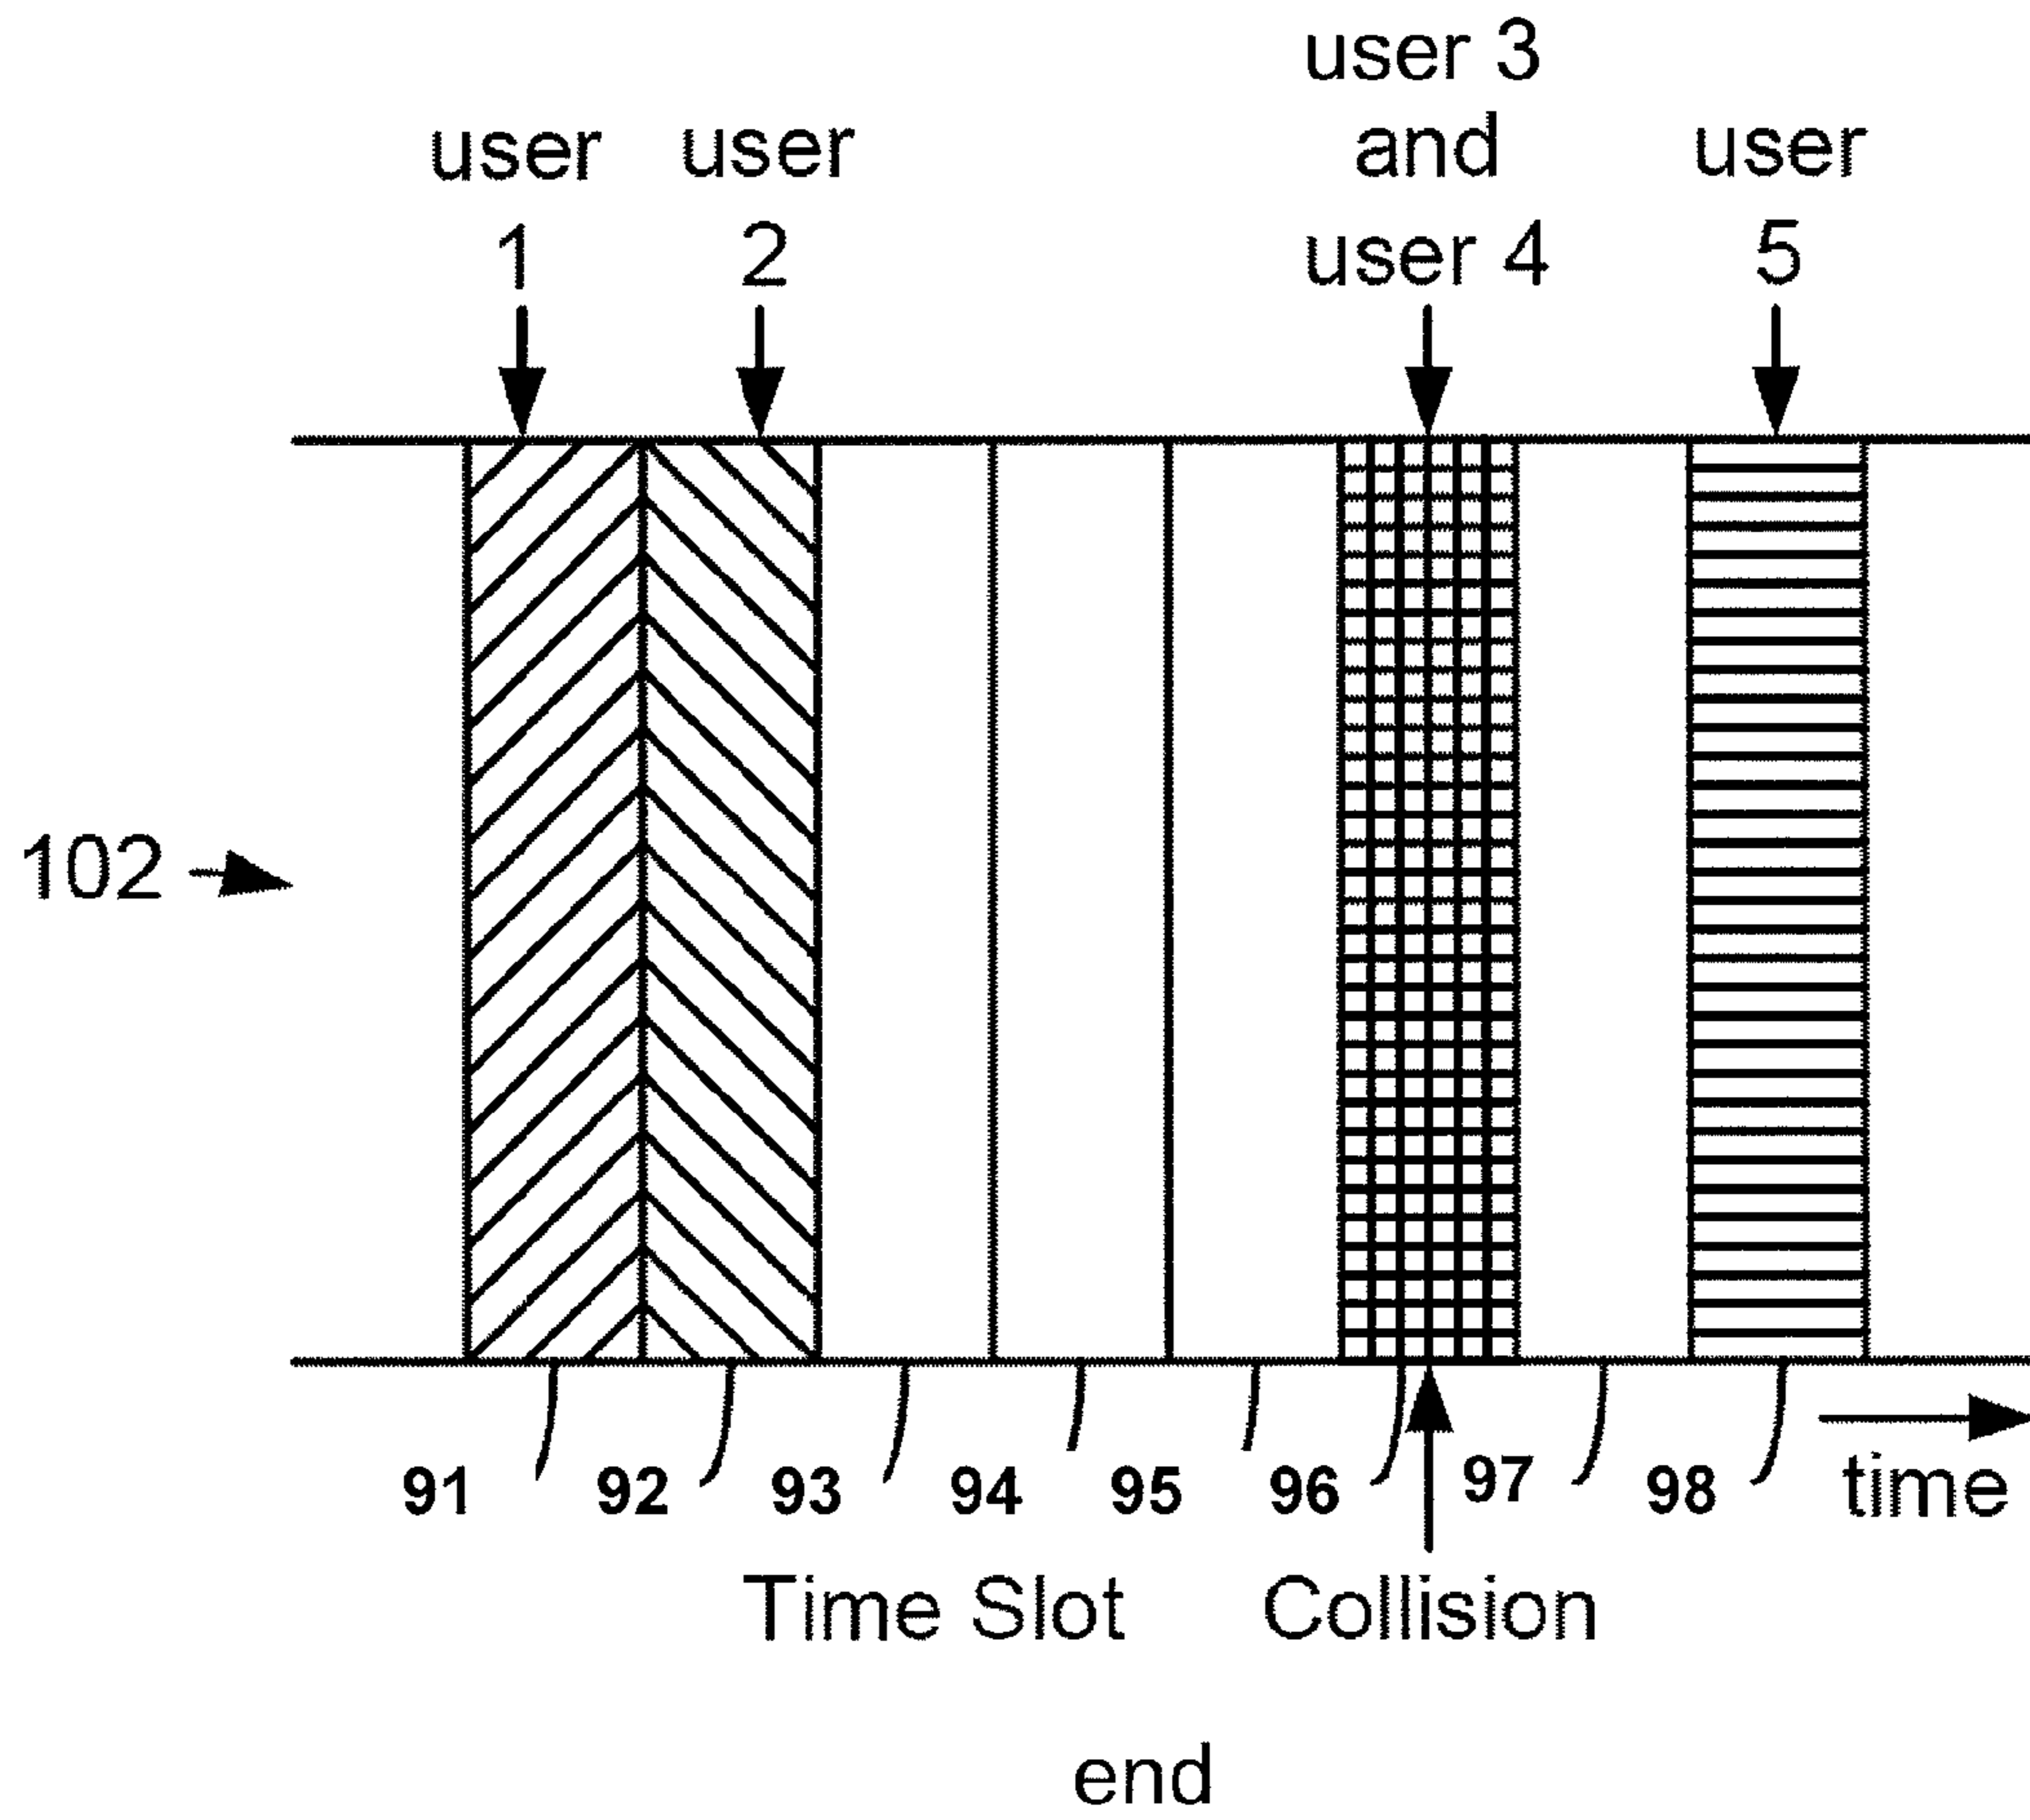 user 3
user user and user
1 2 user 4 5
102
91 92 93 94 95 96 97 98 time
Time Slot Collision
end